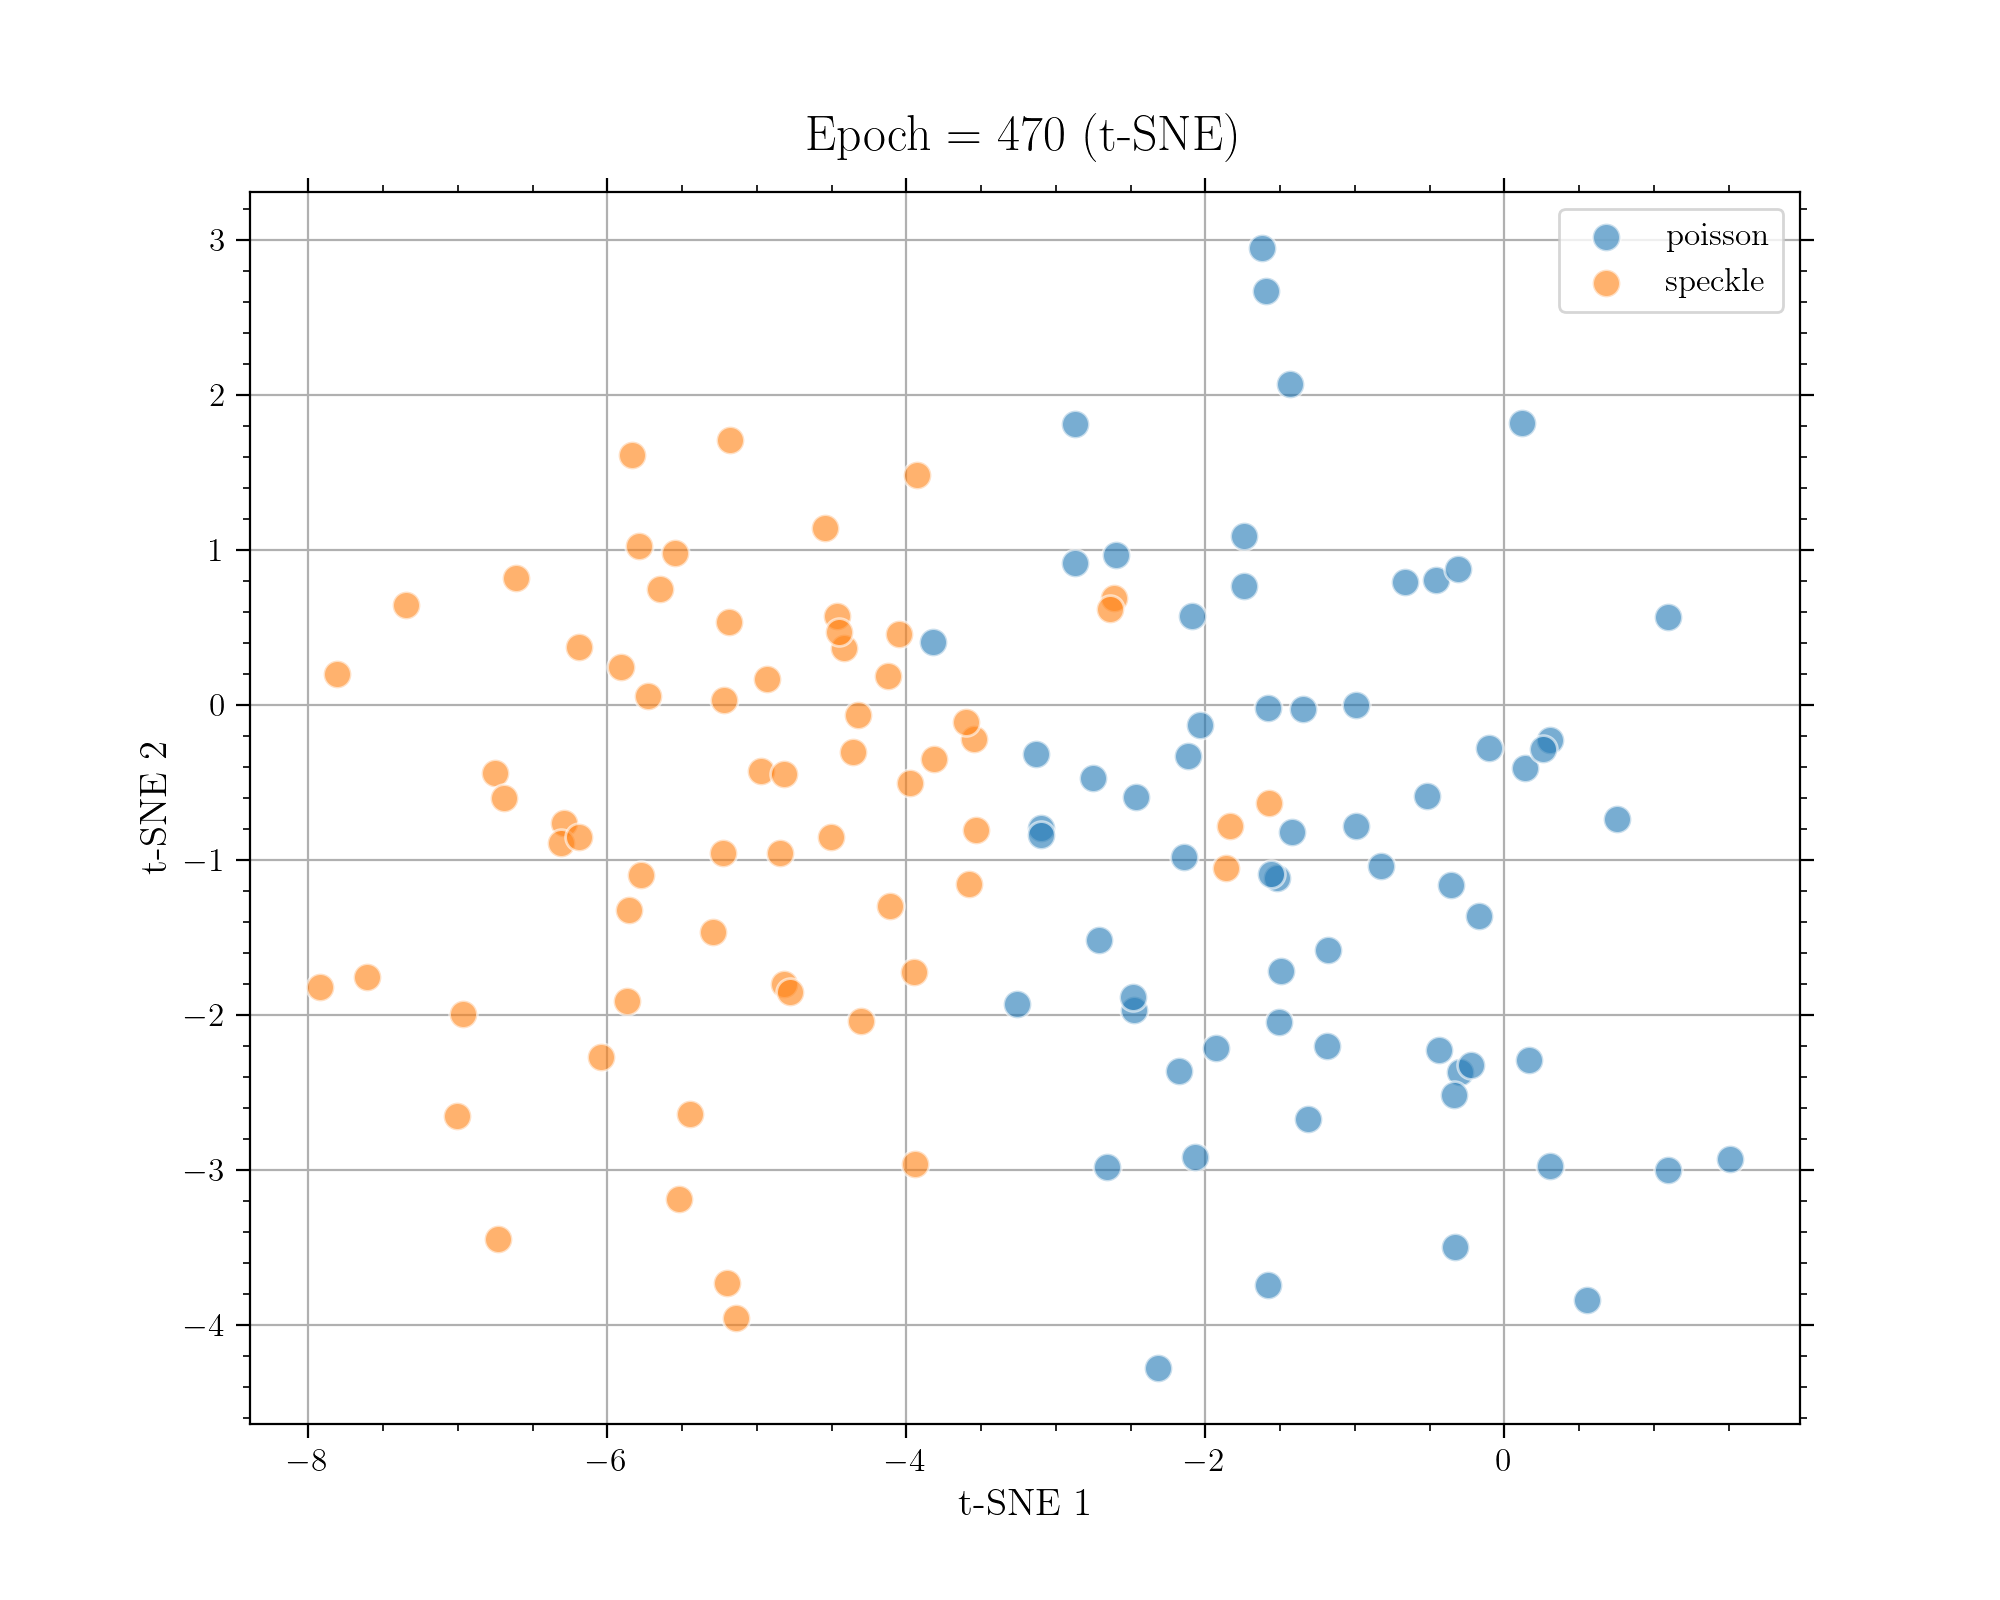 Epoch = 470 (t-SNE)
poisson
speckle
3
2
1
0
−1
−2
−3
−4
t-SNE 2
−8 −6 −4 −2 0
t-SNE 1